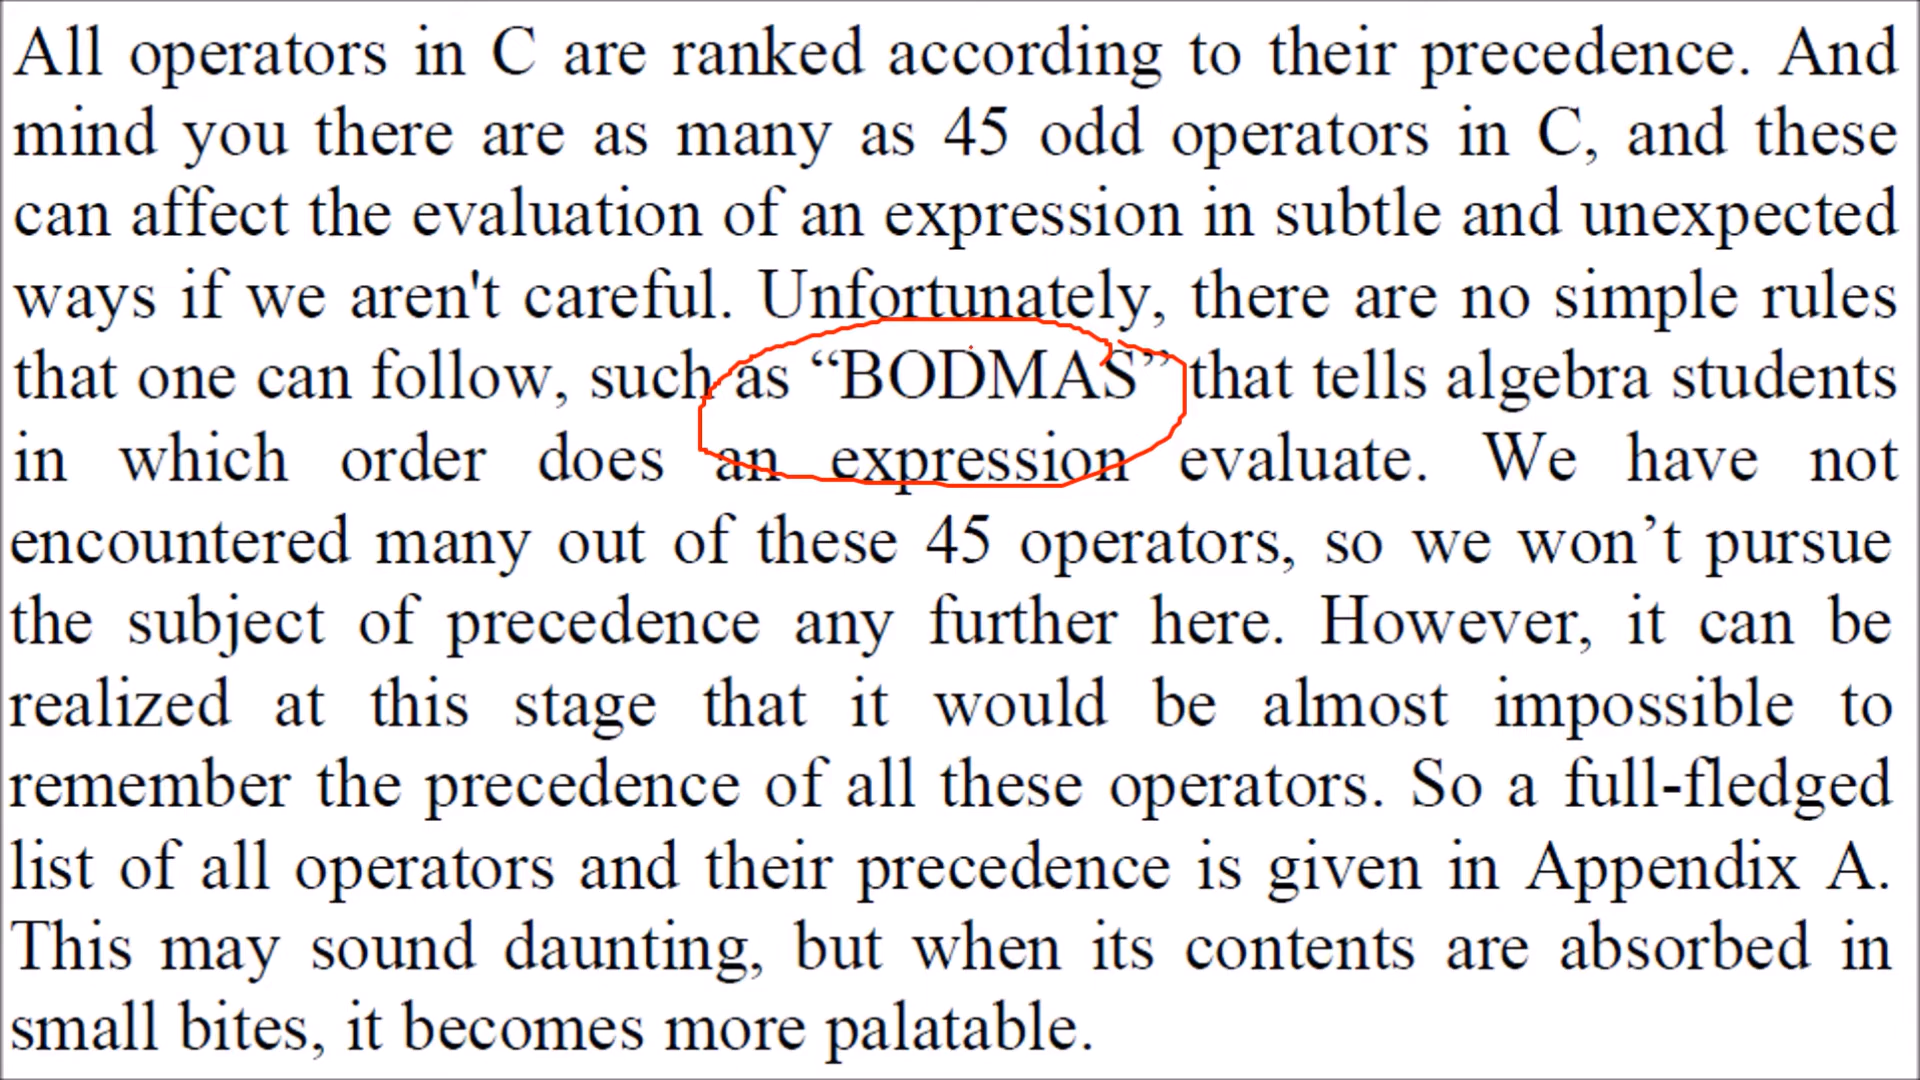 All operators in C are ranked according to their precedence. And
mind you there are as many as 45 odd operators in C, and these
can affect the evaluation of an expression in subtle and unexpected
ways if we aren't careful. Unfortunately, there are no simple rules
that one can follow, such as “BODMAS” that tells algebra students
in which order does an expression evaluate. We have not
encountered many out of these 45 operators, so we won’t pursue
the subject of precedence any further here. However, it can be
realized at this stage that it would be almost impossible to
remember the precedence of all these operators. So a full-fledged
list of all operators and their precedence is given in Appendix A.
This may sound daunting, but when its contents are absorbed in
small bites, it becomes more palatable.